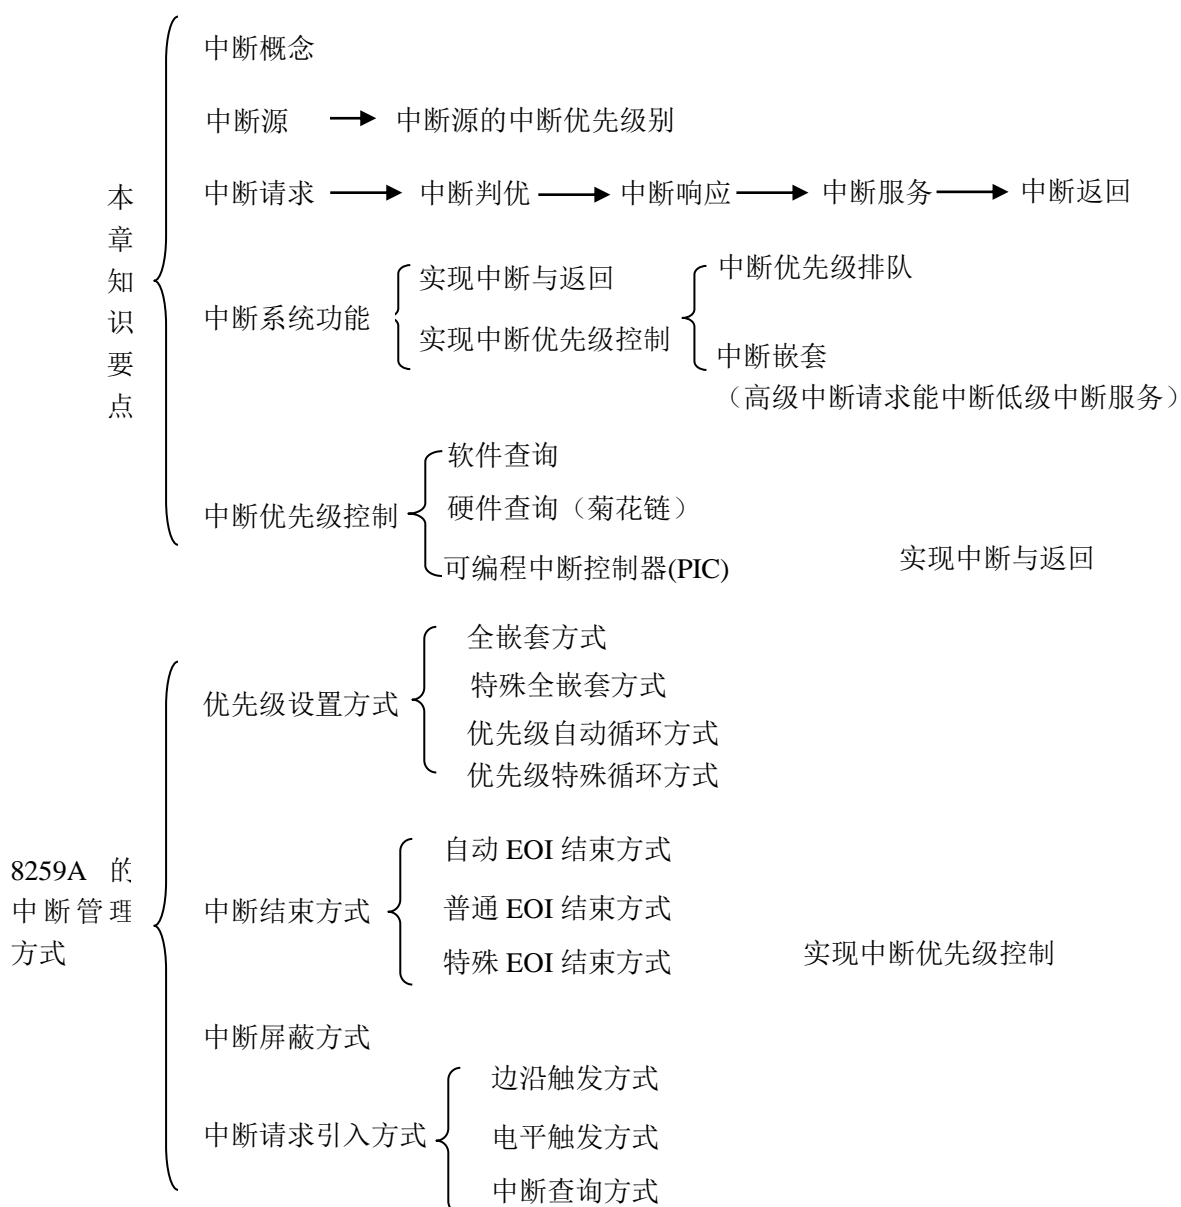 中断概念
中断源 中断源的中断优先级别
中断请求 中断判优 中断响应 中断服务 中断返回
本章知识要点
中断系统功能
实现中断与返回
实现中断优先级控制
中断优先级排队
中断嵌套
（高级中断请求能中断低级中断服务）
中断优先级控制
软件查询
硬件查询（菊花链）
可编程中断控制器(PIC)
实现中断与返回
8259A 的
中断管理
方式
优先级设置方式
全嵌套方式
特殊全嵌套方式
优先级自动循环方式
优先级特殊循环方式
中断结束方式
自动 EOI 结束方式
普通 EOI 结束方式
特殊 EOI 结束方式
实现中断优先级控制
中断屏蔽方式
中断请求引入方式
边沿触发方式
电平触发方式
中断查询方式